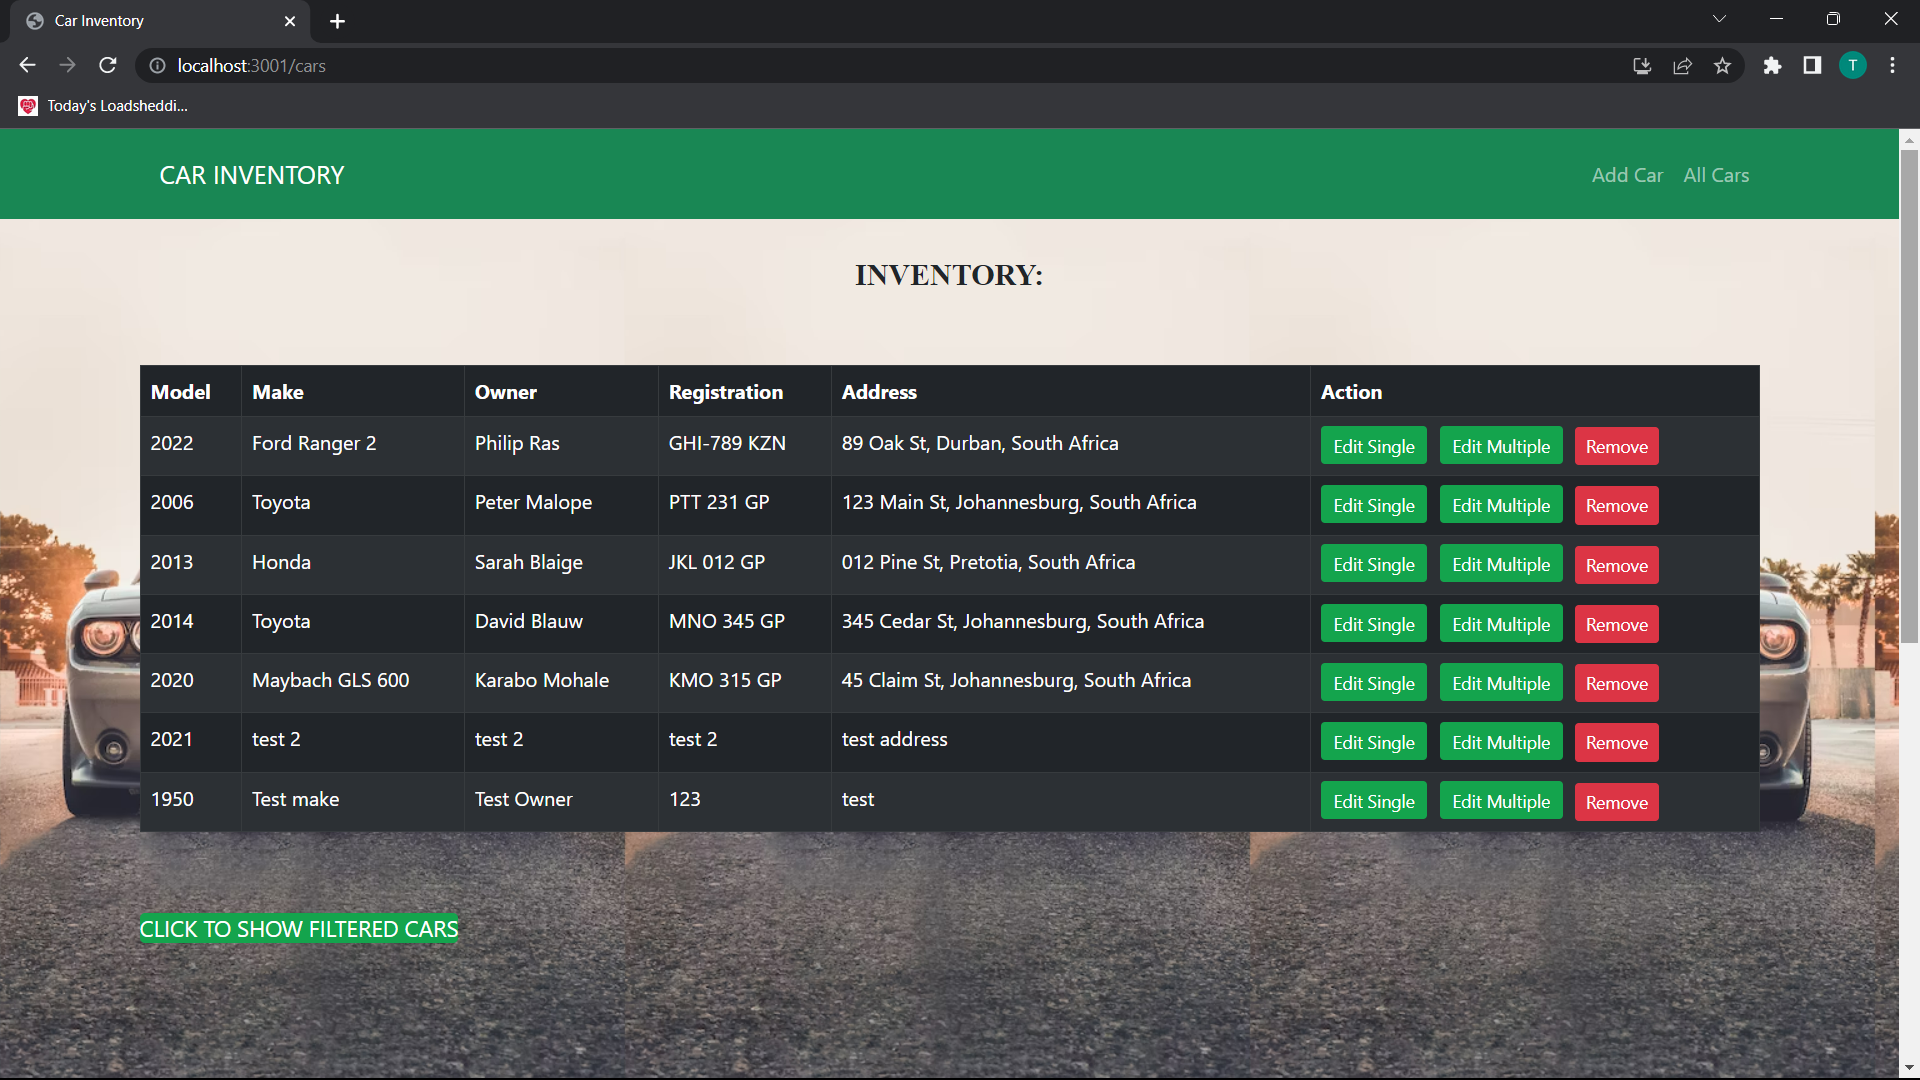 Car Inventory
localhost:3001/cars
T
Today's Loadsheddi...
CAR INVENTORY Add Car All Cars
INVENTORY:
Model Make Owner Registration Address Action
2022 Ford Ranger 2 Philip Ras GHI-789 KZN 89 Oak St, Durban, South Africa Edit Single Edit Multiple Remove
2006 Toyota Peter Malope PTT 231 GP 123 Main St, Johannesburg, South Africa Edit Single Edit Multiple Remove
2013 Honda Sarah Blaige JKL 012 GP 012 Pine St, Pretotia, South Africa Edit Single Edit Multiple Remove
2014 Toyota David Blauw MNO 345 GP 345 Cedar St, Johannesburg, South Africa Edit Single Edit Multiple Remove
2020 Maybach GLS 600 Karabo Mohale KMO 315 GP 45 Claim St, Johannesburg, South Africa Edit Single Edit Multiple Remove
2021 test 2 test 2 test 2 test address Edit Single Edit Multiple Remove
1950 Test make Test Owner 123 test Edit Single Edit Multiple Remove
CLICK TO SHOW FILTERED CARS